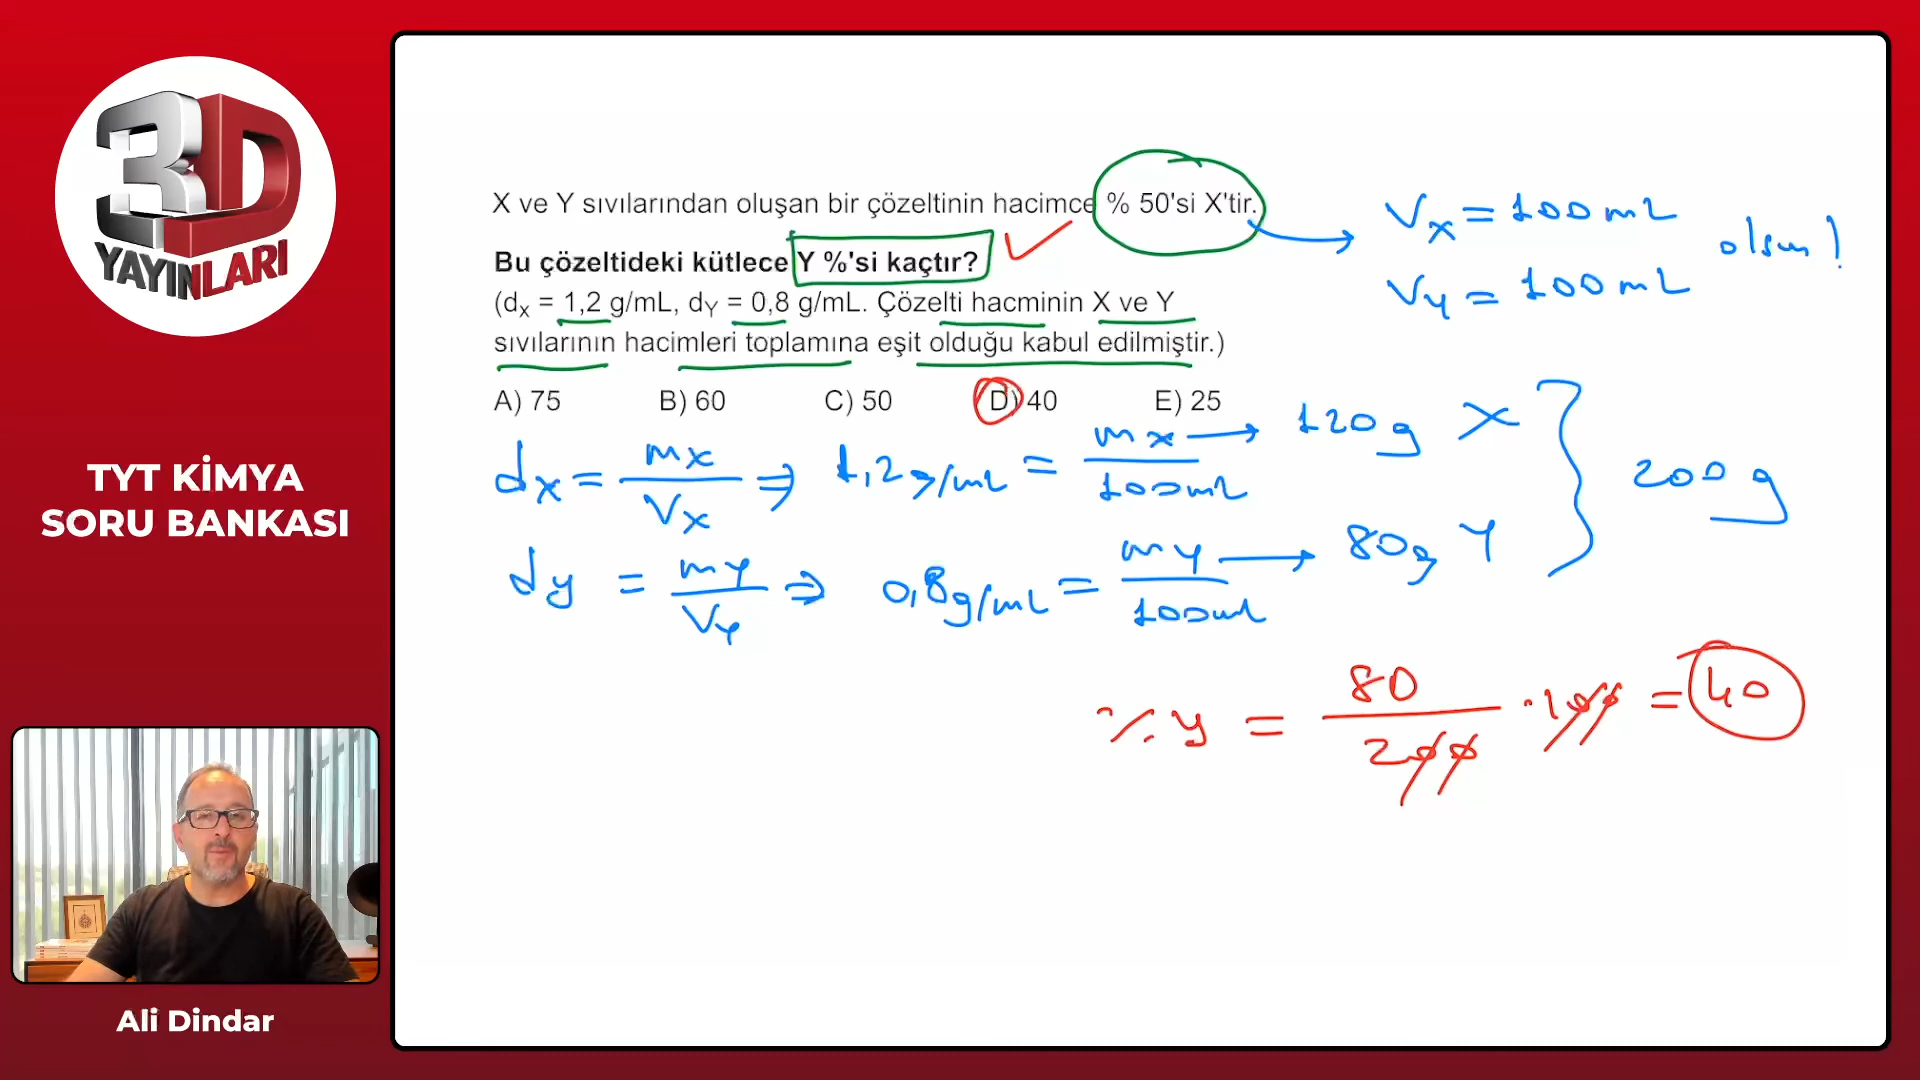 3D
YAYINLARI
TYT KİMYA
SORU BANKASI
Ali Dindar
X ve Y sıvılarından oluşan bir çözeltinin hacimce % 50'si X'tir.
Bu çözeltideki kütlece Y %'si kaçtır?
(dX = 1,2 g/mL, dY = 0,8 g/mL. Çözelti hacminin X ve Y
sıvılarının hacimleri toplamına eşit olduğu kabul edilmiştir.)
A) 75 B) 60 C) 50 D) 40 E) 25
Vx = 100 mL
Vy = 100 mL
olsun!
dx = mx / Vx ⇒ 1,2 g/mL = mx / 100 mL → 120 g X
dy = my / Vy ⇒ 0,8 g/mL = my / 100 mL → 80 g Y
200 g
% y = 80 / 200 · 100 = 40